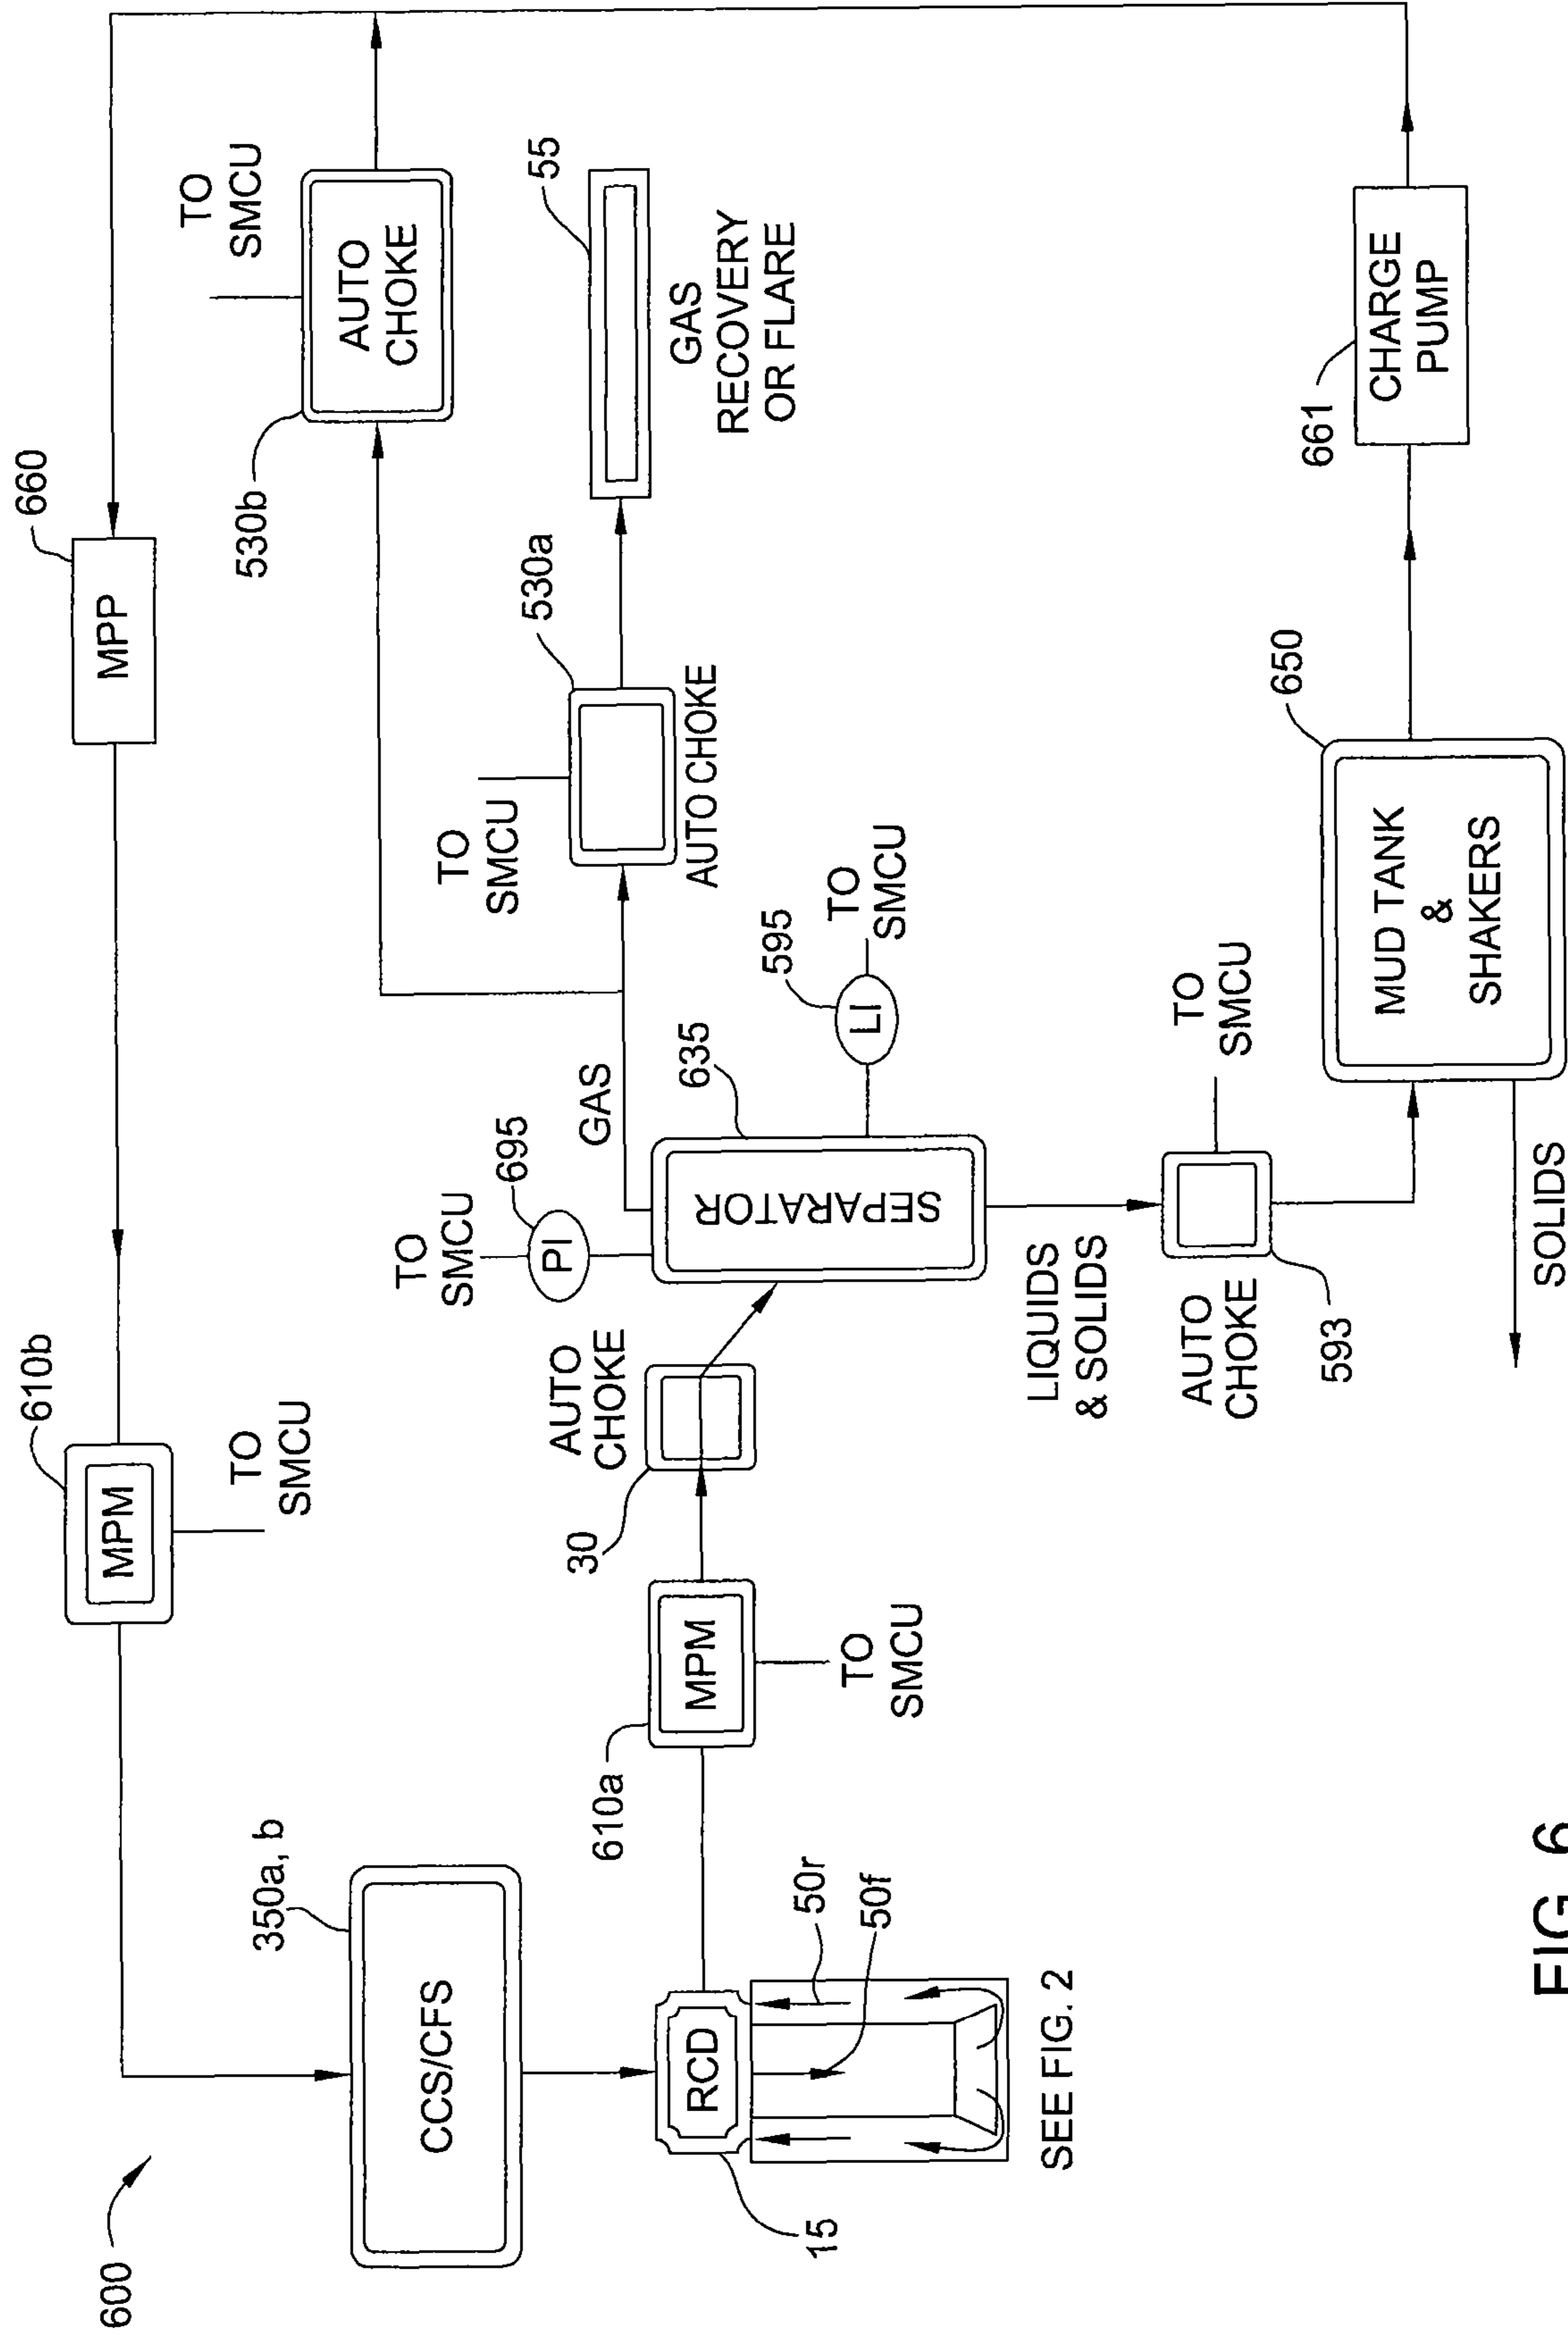 600
350a, b
CCS/CFS
610b
MPM
TO
SMCU
660
MPP
TO
SMCU
AUTO
CHOKE
530b
55
GAS
RECOVERY
OR FLARE
530a
TO
SMCU
AUTO CHOKE
GAS
TO
SMCU
695
PI
635
SEPARATOR
595
LI
TO
SMCU
AUTO
CHOKE
30
610a
MPM
TO
SMCU
RCD
15
50r
50f
SEE FIG. 2
LIQUIDS
& SOLIDS
AUTO
CHOKE
593
TO
SMCU
650
MUD TANK
&
SHAKERS
SOLIDS
661
CHARGE
PUMP
FIG. 6